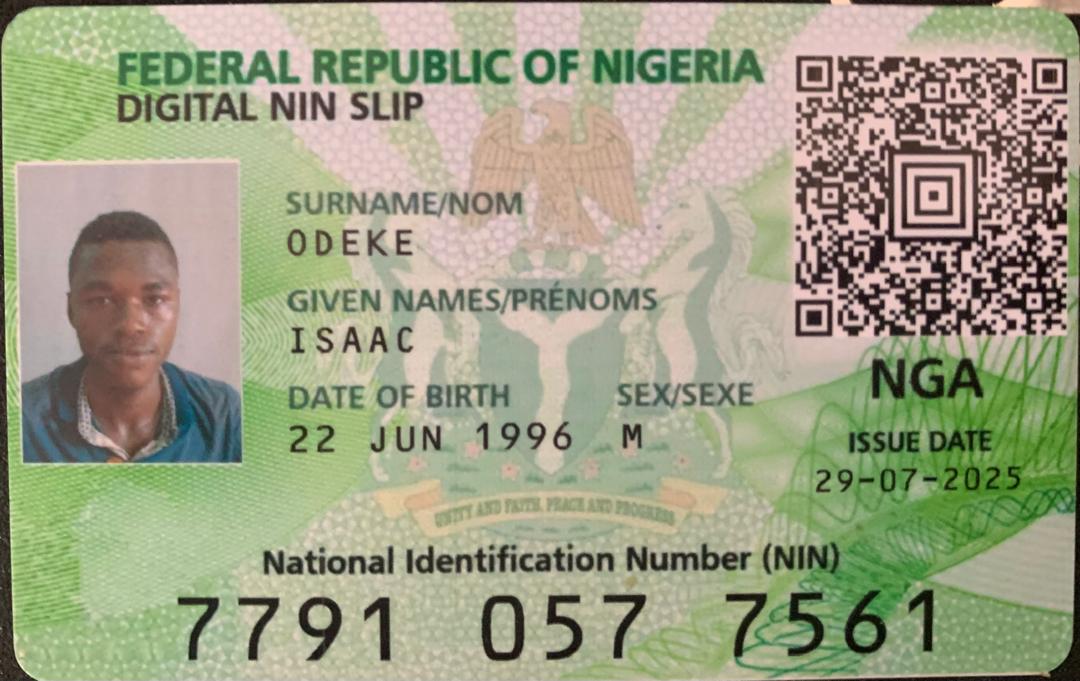 FEDERAL REPUBLIC OF NIGERIA
DIGITAL NIN SLIP
SURNAME/NOM
ODEKE
GIVEN NAMES/PRÉNOMS
ISAAC
DATE OF BIRTH
22 JUN 1996
SEX/SEXE
M
NGA
ISSUE DATE
29-07-2025
UNITY AND FAITH, PEACE AND PROGRESS
National Identification Number (NIN)
7791 057 7561